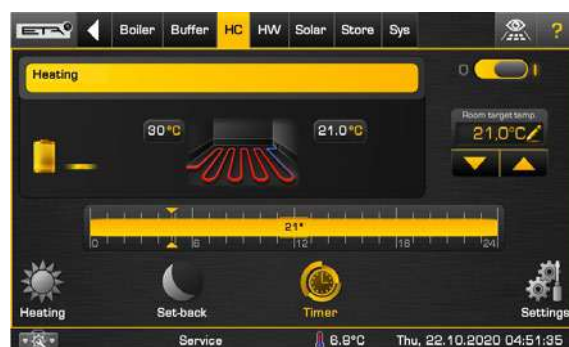 ETA
Boiler Buffer HC HW Solar Store Sys ?
Heating
0 I
30°C 21.0°C
Room target temp.
21,0°C
21°
0 6 12 18 24
Heating Set-back Timer Settings
Service 6.8°C Thu, 22.10.2020 04:51:35